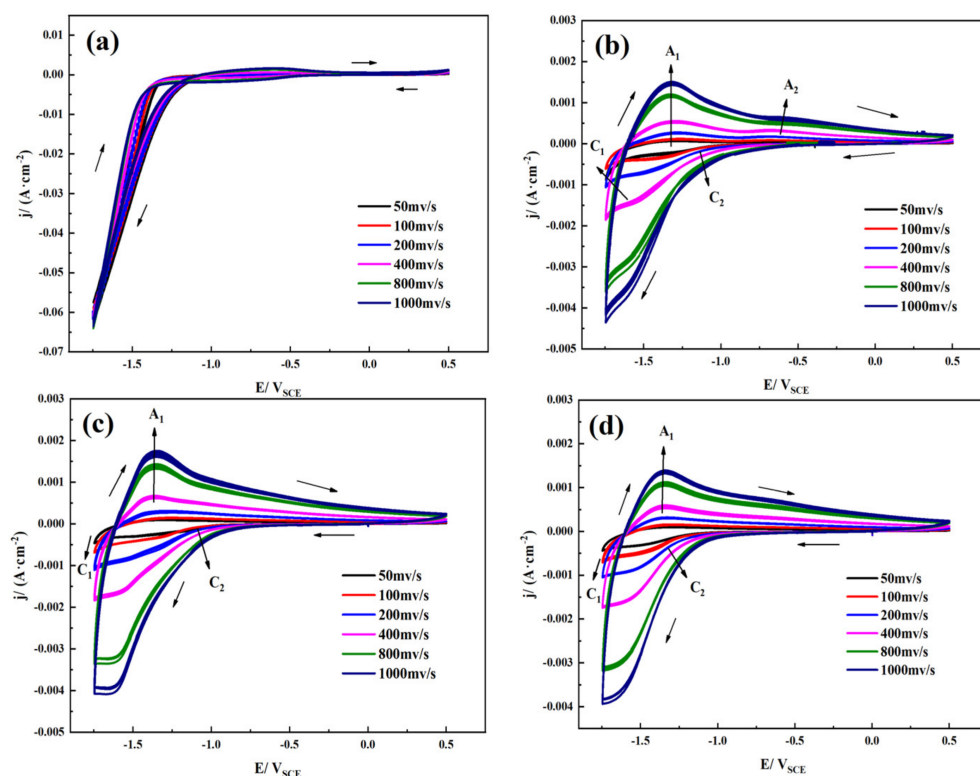 (a)
0.01
0.00
-0.01
-0.02
-0.03
-0.04
-0.05
-0.06
-0.07
j/ (A·cm⁻²)
50mv/s
100mv/s
200mv/s
400mv/s
800mv/s
1000mv/s
-1.5
-1.0
-0.5
0.0
0.5
E/ V_SCE
(b)
0.003
0.002
0.001
0.000
-0.001
-0.002
-0.003
-0.004
-0.005
j/ (A·cm⁻²)
A₁
A₂
C₁
C₂
50mv/s
100mv/s
200mv/s
400mv/s
800mv/s
1000mv/s
-1.5
-1.0
-0.5
0.0
0.5
E/ V_SCE
(c)
0.003
0.002
0.001
0.000
-0.001
-0.002
-0.003
-0.004
-0.005
j/ (A·cm⁻²)
A₁
C₁
C₂
50mv/s
100mv/s
200mv/s
400mv/s
800mv/s
1000mv/s
-1.5
-1.0
-0.5
0.0
0.5
E/ V_SCE
(d)
0.003
0.002
0.001
0.000
-0.001
-0.002
-0.003
-0.004
j/ (A·cm⁻²)
A₁
C₁
C₂
50mv/s
100mv/s
200mv/s
400mv/s
800mv/s
1000mv/s
-1.5
-1.0
-0.5
0.0
0.5
E/ V_SCE